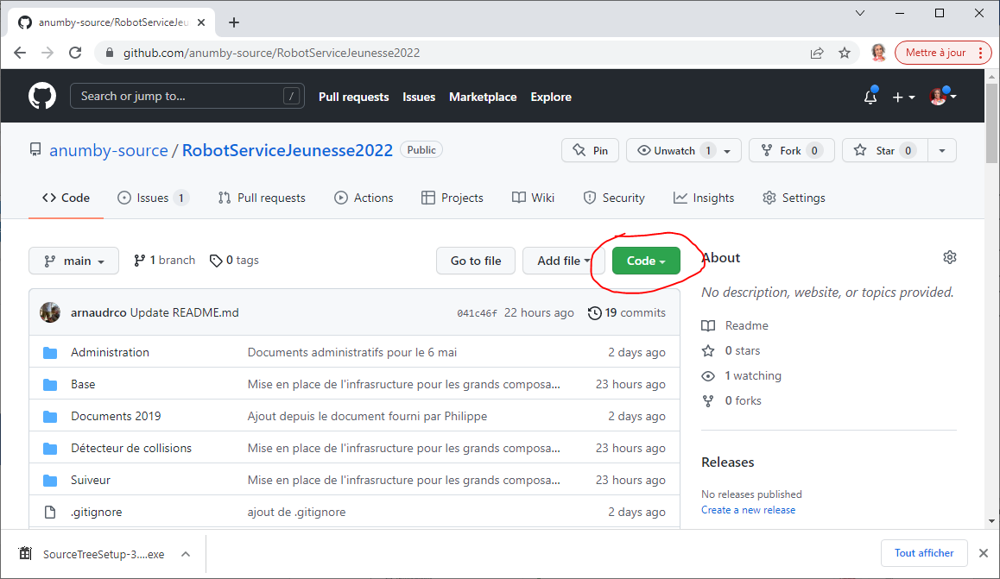 anumby-source/RobotServiceJeu
github.com/anumby-source/RobotServiceJeunesse2022
Mettre à jour
Search or jump to...
/
Pull requests
Issues
Marketplace
Explore
anumby-source / RobotServiceJeunesse2022
Public
Pin
Unwatch 1
Fork 0
Star 0
Code
Issues 1
Pull requests
Actions
Projects
Wiki
Security
Insights
Settings
main
1 branch
0 tags
Go to file
Add file
Code
arnaudrco Update README.md
041c46f 22 hours ago
19 commits
Administration Documents administratifs pour le 6 mai 2 days ago
Base Mise en place de l'infrasructure pour les grands composa... 23 hours ago
Documents 2019 Ajout depuis le document fourni par Philippe 2 days ago
Détecteur de collisions Mise en place de l'infrasructure pour les grands composa... 23 hours ago
Suiveur Mise en place de l'infrasructure pour les grands composa... 23 hours ago
.gitignore ajout de .gitignore 2 days ago
About
No description, website, or topics provided.
Readme
0 stars
1 watching
0 forks
Releases
No releases published
Create a new release
SourceTreeSetup-3....exe
Tout afficher